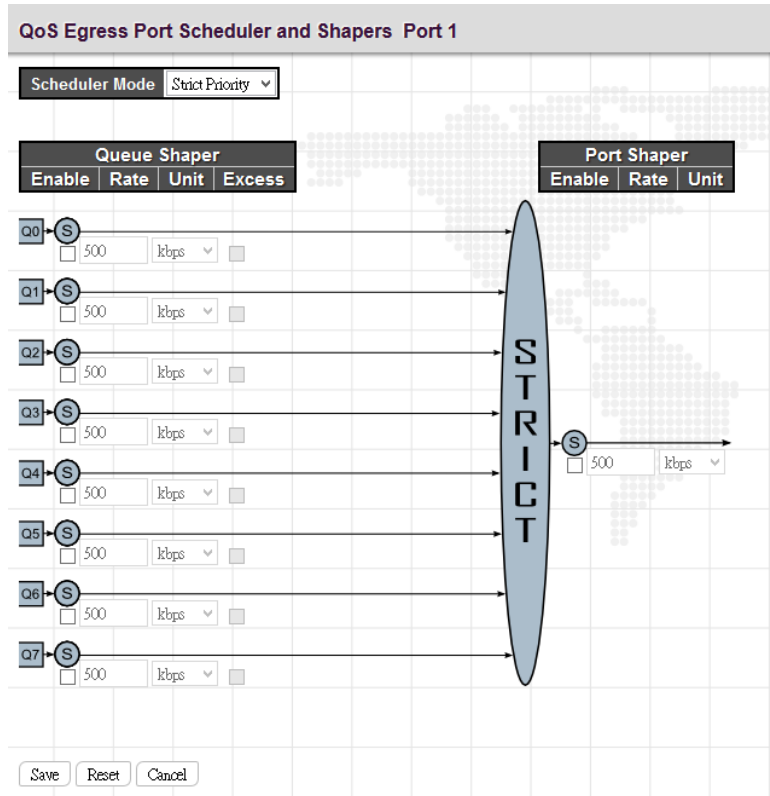 QoS Egress Port Scheduler and Shapers Port 1
Scheduler Mode Strict Priority
Queue Shaper
Enable Rate Unit Excess
Port Shaper
Enable Rate Unit
Q0 S
500 kbps
Q1 S
500 kbps
Q2 S
500 kbps
Q3 S
500 kbps
Q4 S
500 kbps
Q5 S
500 kbps
Q6 S
500 kbps
Q7 S
500 kbps
STRICT
S
500 kbps
Save Reset Cancel